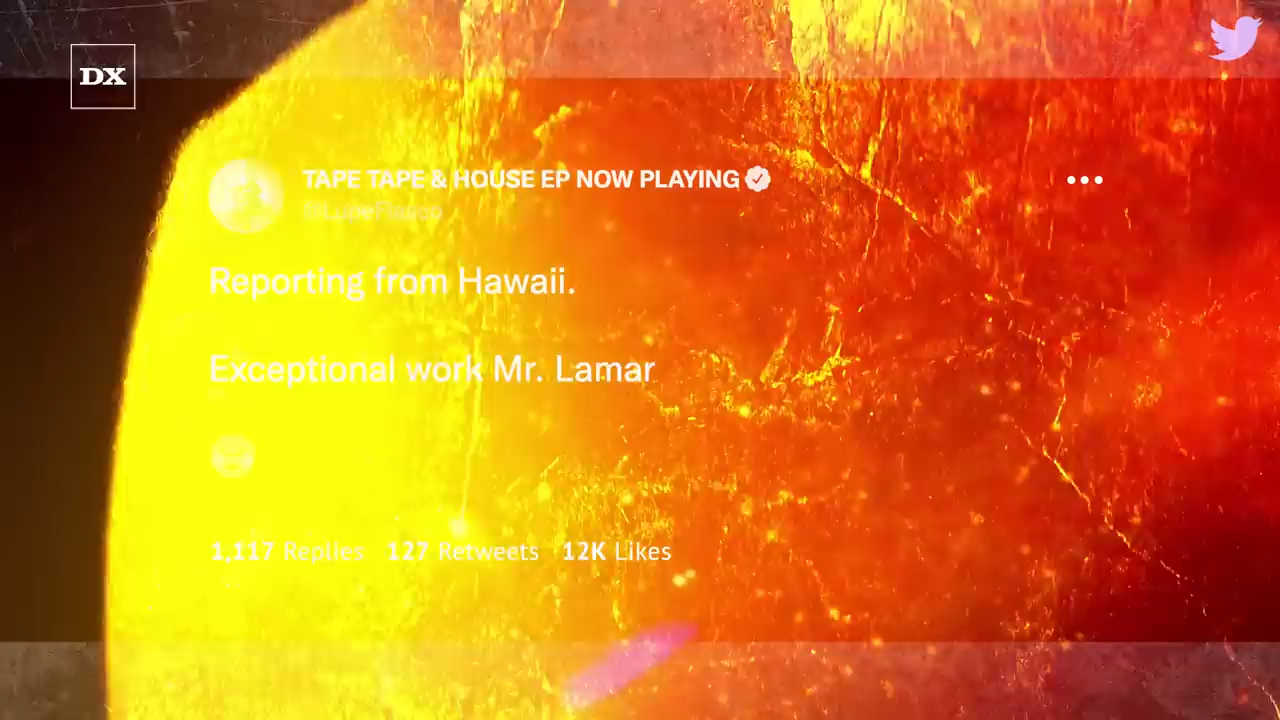 DX
TAPE TAPE & HOUSE EP NOW PLAYING
@LupeFiasco
Reporting from Hawaii.
Exceptional work Mr. Lamar
1,117 Replies 127 Retweets 12K Likes